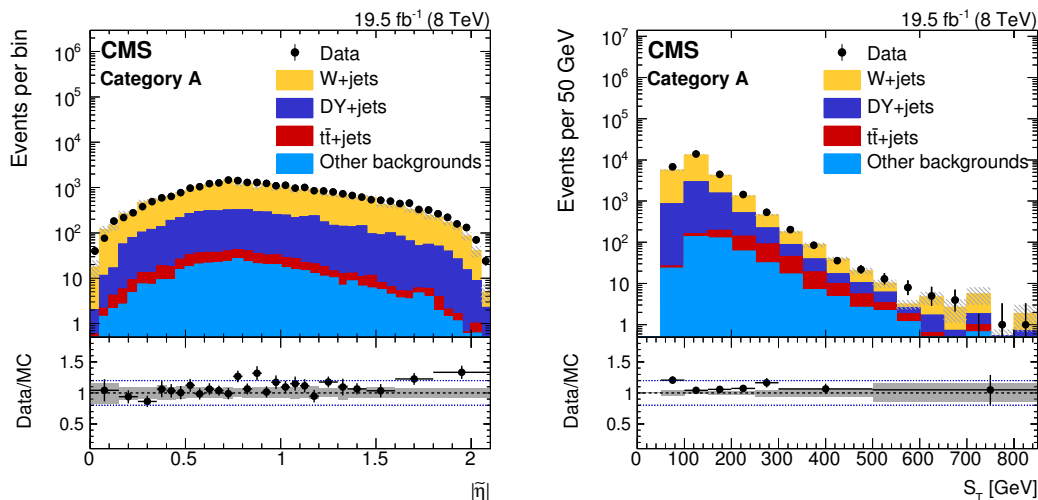 19.5 fb⁻¹ (8 TeV)
Events per bin
CMS
Category A
Data
W+jets
DY+jets
tt̄+jets
Other backgrounds
10⁶
10⁵
10⁴
10³
10²
10
1
Data/MC
1.5
1
0.5
0 0.5 1 1.5 2
|η̃|
19.5 fb⁻¹ (8 TeV)
Events per 50 GeV
CMS
Category A
Data
W+jets
DY+jets
tt̄+jets
Other backgrounds
10⁷
10⁶
10⁵
10⁴
10³
10²
10
1
Data/MC
1.5
1
0.5
0 100 200 300 400 500 600 700 800
S_T [GeV]